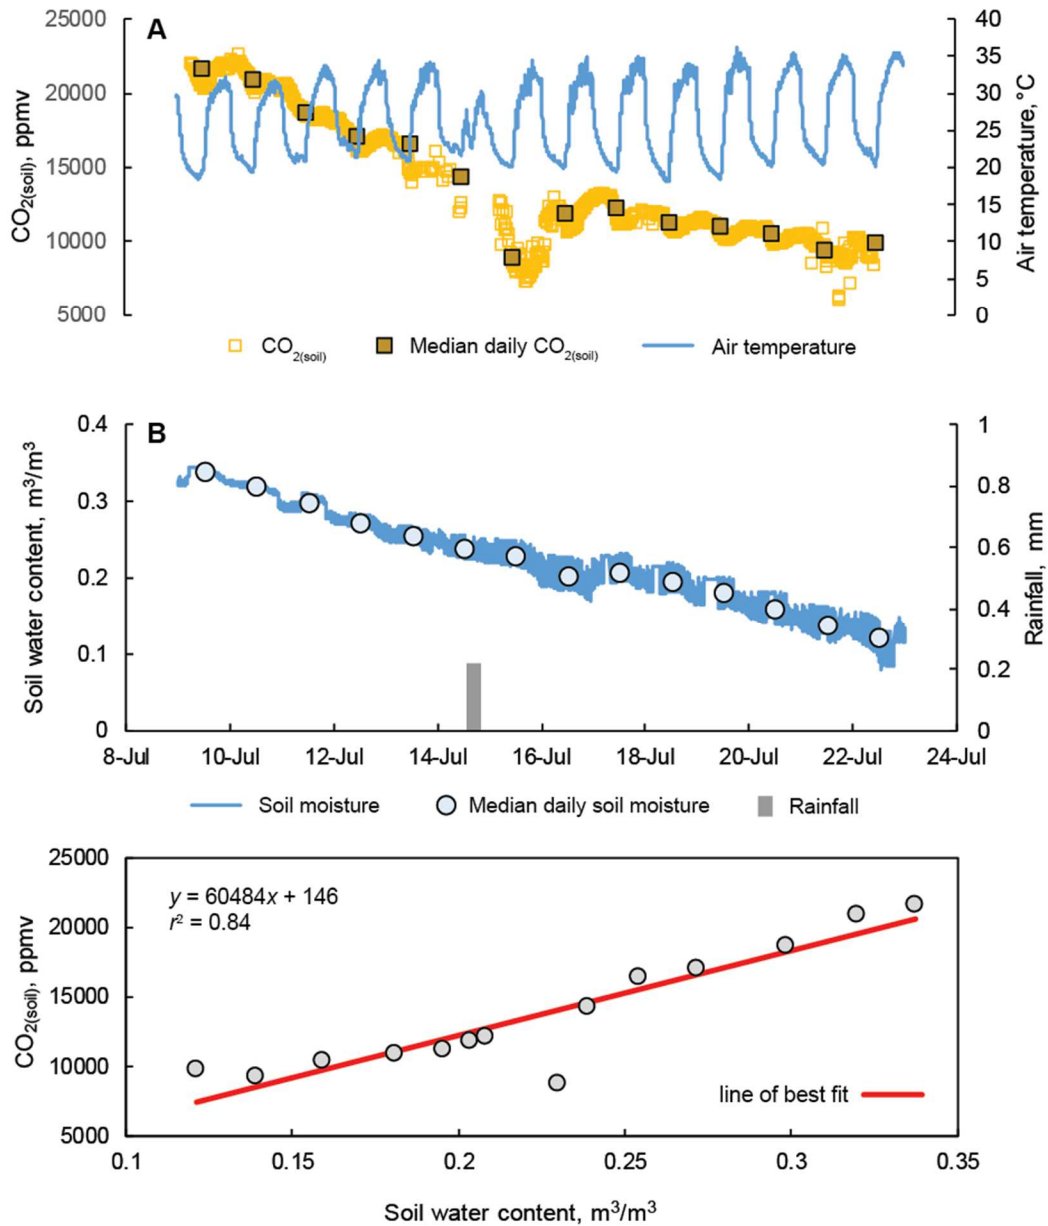 A
25000
20000
15000
10000
5000
CO2(soil), ppmv
40
35
30
25
20
15
10
5
0
Air temperature, °C
CO2(soil) Median daily CO2(soil) Air temperature
B
0.4
0.3
0.2
0.1
0
Soil water content, m³/m³
1
0.8
0.6
0.4
0.2
0
Rainfall, mm
8-Jul 10-Jul 12-Jul 14-Jul 16-Jul 18-Jul 20-Jul 22-Jul 24-Jul
Soil moisture Median daily soil moisture Rainfall
25000
20000
15000
10000
5000
CO2(soil), ppmv
y = 60484x + 146
r² = 0.84
line of best fit
0.1 0.15 0.2 0.25 0.3 0.35
Soil water content, m³/m³